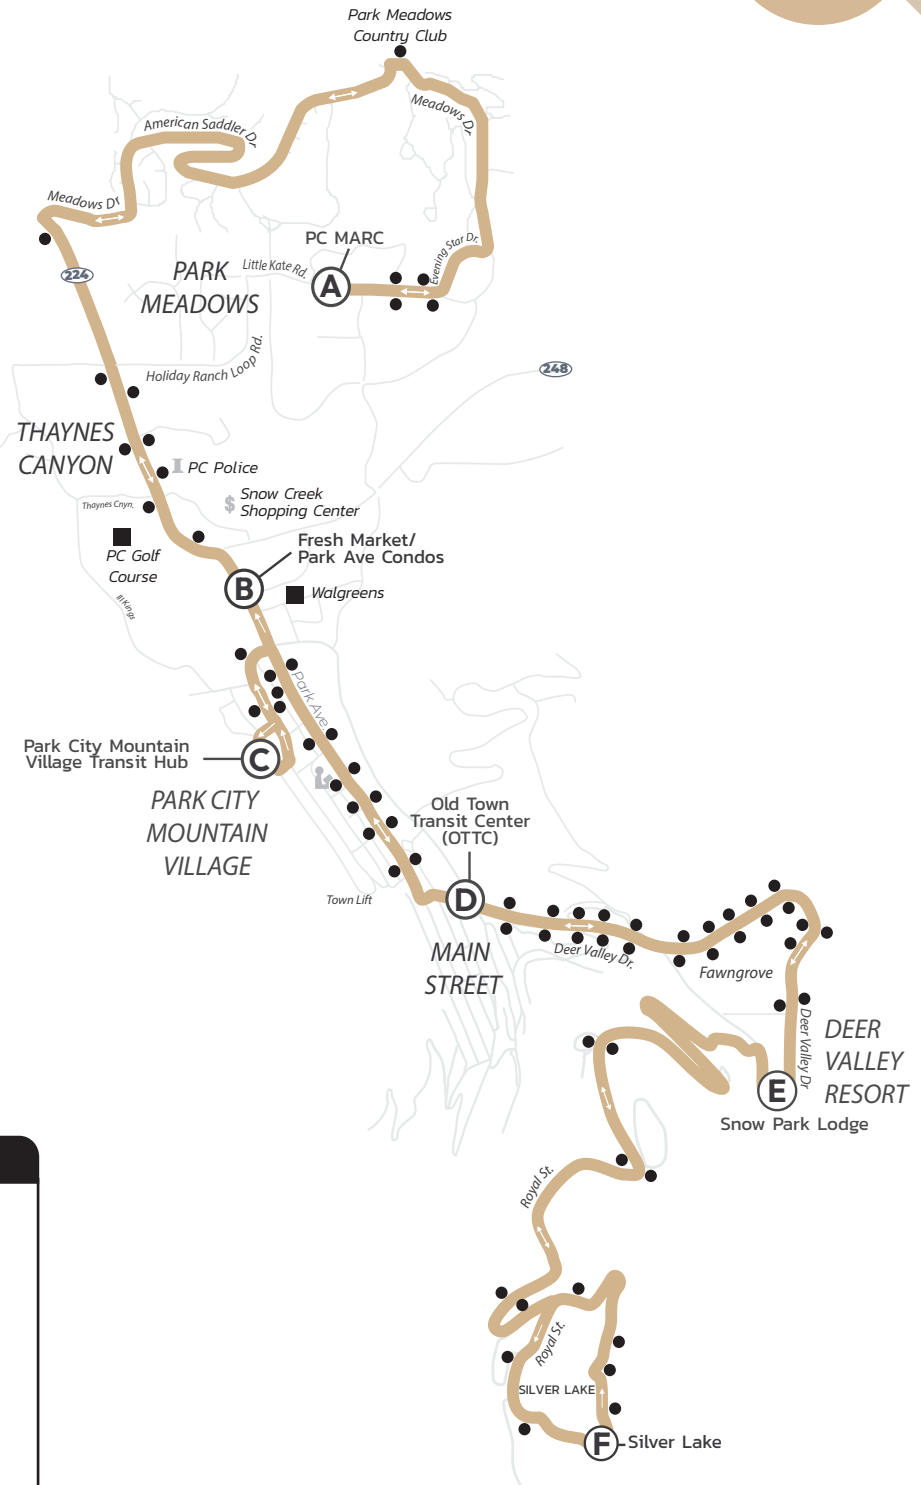 Park Meadows
Country Club
Meadows Dr
American Saddler Dr
Meadows Dr
PC MARC
Evening Star Dr.
Little Kate Rd.
A
224
PARK
MEADOWS
Holiday Ranch Loop Rd.
248
THAYNES
CANYON
PC Police
$
Snow Creek
Shopping Center
Thaynes Cnyn.
PC Golf
Course
Fresh Market/
Park Ave Condos
B
Walgreens
Park Ave.
Park City Mountain
Village Transit Hub
C
PARK CITY
MOUNTAIN
VILLAGE
Old Town
Transit Center
(OTTC)
Town Lift
D
MAIN
STREET
Deer Valley Dr.
Fawngrove
Deer Valley Dr
DEER
VALLEY
RESORT
E
Snow Park Lodge
Royal St.
Royal St.
SILVER LAKE
F
Silver Lake